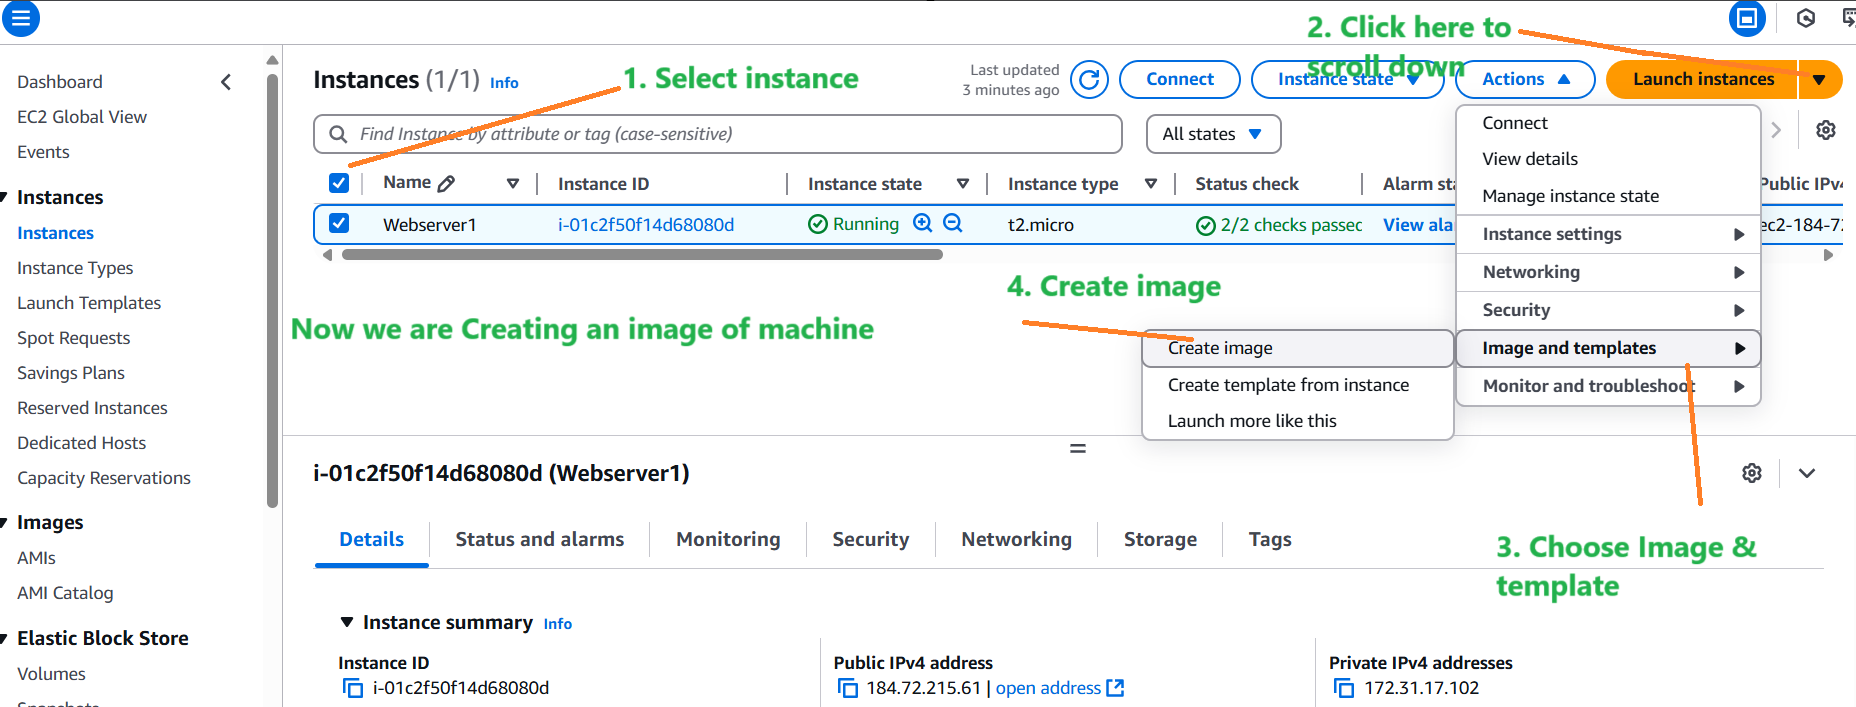 2. Click here to
scroll down
Dashboard
EC2 Global View
Events
Instances
Instances
Instance Types
Launch Templates
Spot Requests
Savings Plans
Reserved Instances
Dedicated Hosts
Capacity Reservations
Images
AMIs
AMI Catalog
Elastic Block Store
Volumes
Snapshots
Instances (1/1) Info
1. Select instance
Last updated
3 minutes ago
Connect
Instance state
Actions
Launch instances
Find Instance by attribute or tag (case-sensitive)
All states
Name
Instance ID
Instance state
Instance type
Status check
Alarm sta
Public IPv4
Webserver1
i-01c2f50f14d68080d
Running
t2.micro
2/2 checks passec
View ala
ec2-184-72
Connect
View details
Manage instance state
Instance settings
Networking
Security
Image and templates
Monitor and troubleshoot
4. Create image
Now we are Creating an image of machine
Create image
Create template from instance
Launch more like this
3. Choose Image &
template
i-01c2f50f14d68080d (Webserver1)
Details
Status and alarms
Monitoring
Security
Networking
Storage
Tags
Instance summary Info
Instance ID
i-01c2f50f14d68080d
Public IPv4 address
184.72.215.61 | open address
Private IPv4 addresses
172.31.17.102